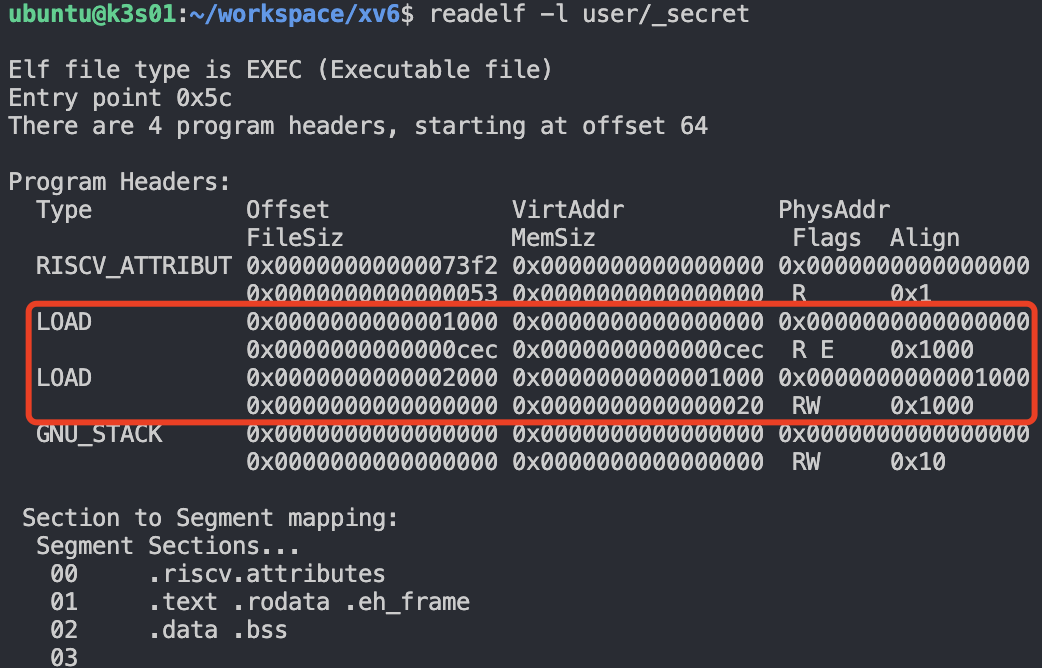 ubuntu@k3s01:~/workspace/xv6$ readelf -l user/_secret
Elf file type is EXEC (Executable file)
Entry point 0x5c
There are 4 program headers, starting at offset 64
Program Headers:
Type Offset VirtAddr PhysAddr
FileSiz MemSiz Flags Align
RISCV_ATTRIBUT 0x00000000000073f2 0x0000000000000000 0x0000000000000000
0x0000000000000053 0x0000000000000000 R 0x1
LOAD 0x0000000000001000 0x0000000000000000 0x0000000000000000
0x0000000000000cec 0x0000000000000cec R E 0x1000
LOAD 0x0000000000002000 0x0000000000001000 0x0000000000001000
0x0000000000000000 0x0000000000000020 RW 0x1000
GNU_STACK 0x0000000000000000 0x0000000000000000 0x0000000000000000
0x0000000000000000 0x0000000000000000 RW 0x10
Section to Segment mapping:
Segment Sections...
00 .riscv.attributes
01 .text .rodata .eh_frame
02 .data .bss
03